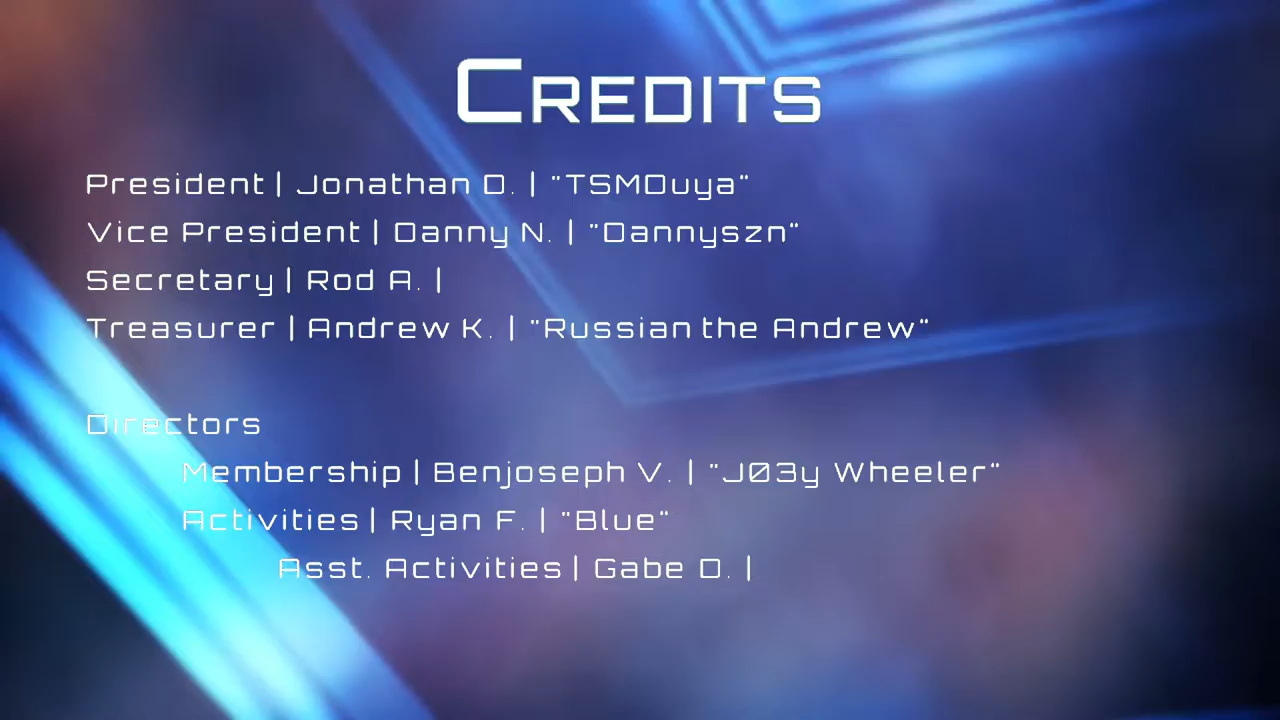 Credits
President | Jonathan D. | "TSMDuya"
Vice President | Danny N. | "Dannyszn"
Secretary | Rod A. |
Treasurer | Andrew K. | "Russian the Andrew"
Directors
Membership | Benjoseph V. | "JØ3y Wheeler"
Activities | Ryan F. | "Blue"
Asst. Activities | Gabe D. |